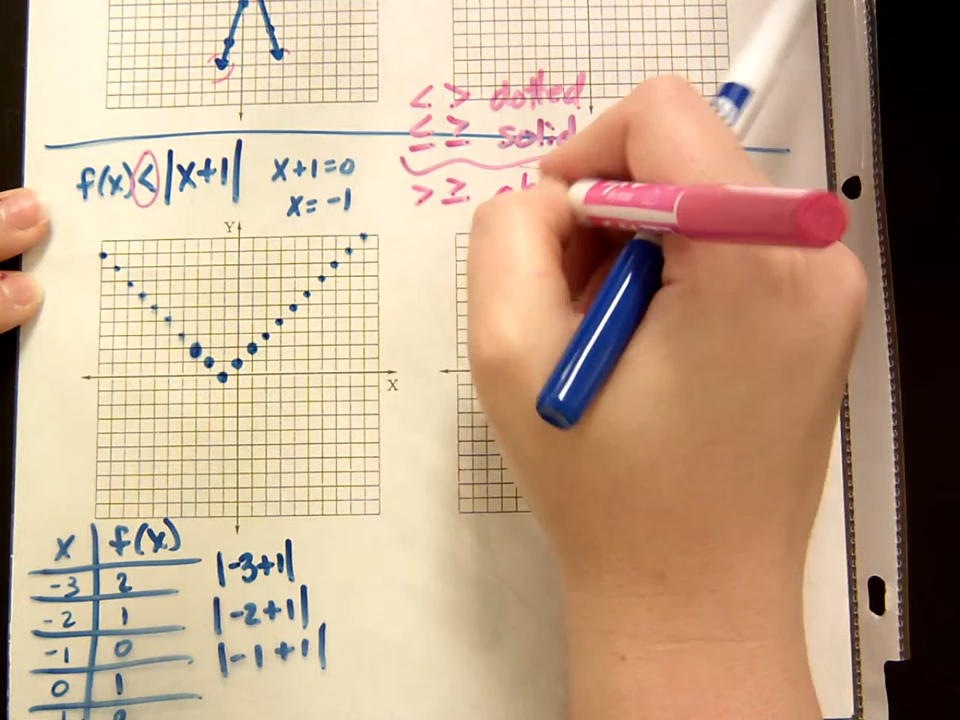 < > dotted
≤ ≥ solid
> ≥
f(x) < |x+1|
x+1=0
x = -1
Y
X
x | f(x)
-3 | 2
-2 | 1
-1 | 0
0 | 1
|-3+1|
|-2+1|
|-1+1|